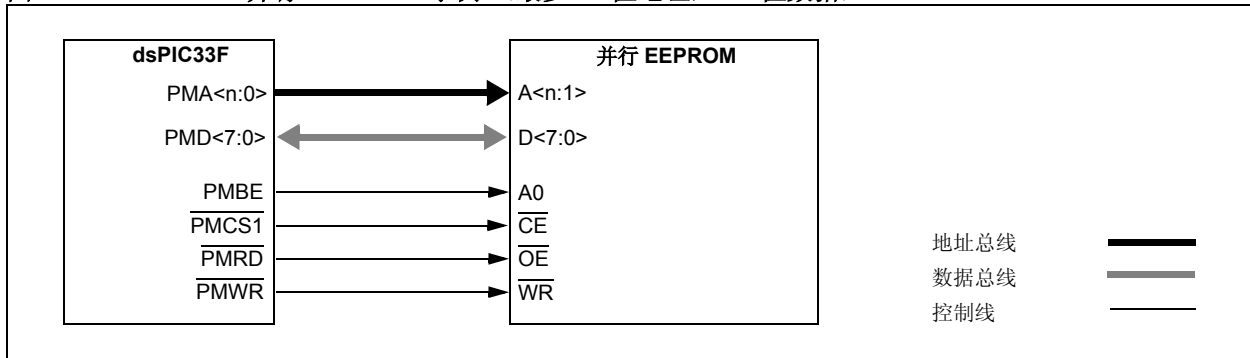 dsPIC33F
并行 EEPROM
PMA<n:0>
A<n:1>
PMD<7:0>
D<7:0>
PMBE
A0
PMCS1
CE
PMRD
OE
PMWR
WR
地址总线
数据总线
控制线